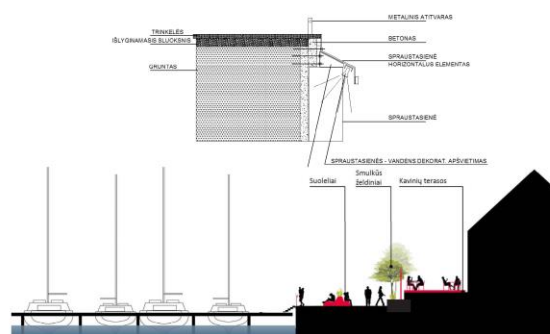 METALINIS ATITVARAS
TRINKELĖS
IŠLYGINAMASIS SLUOKSNIS
BETONAS
SPRAUSTASIENĖ
HORIZONTALUS ELEMENTAS
GRUNTAS
SPRAUSTASIENĖ
SPRAUSTASIENĖS - VANDENS DEKORAT. APŠVIETIMAS
Suoleliai
Smulkūs
želdiniai
Kavinių terasos